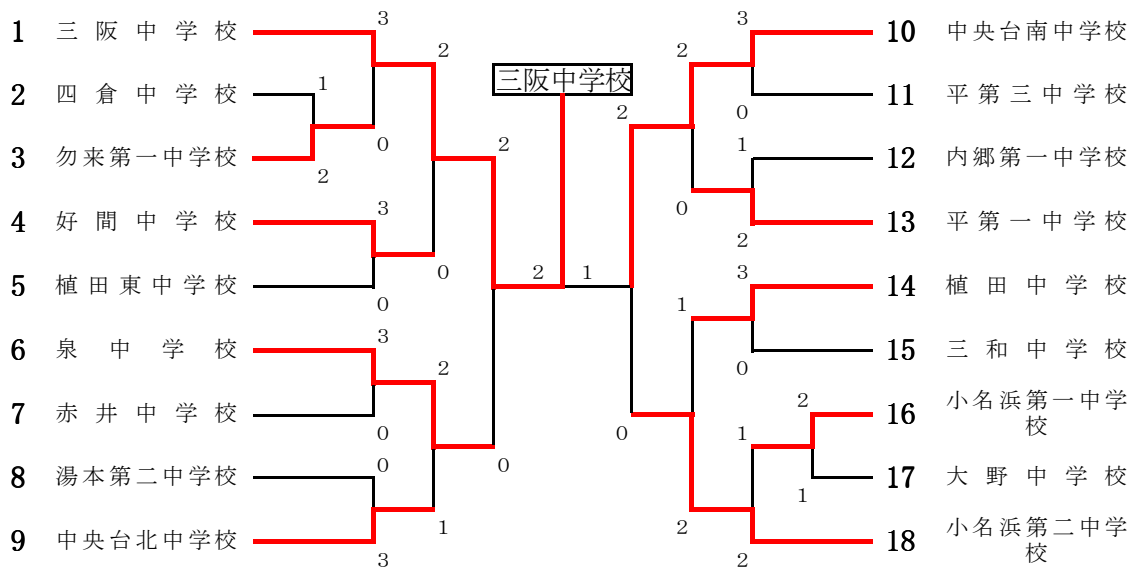 1 三阪中学校
2 四倉中学校
3 勿来第一中学校
4 好間中学校
5 植田東中学校
6 泉中学校
7 赤井中学校
8 湯本第二中学校
9 中央台北中学校
3
1
2
0
3
0
3
0
0
3
2
0
2
1
2
0
三阪中学校
2 1
2
0
2
0
1
2
3
0
1
2
3
0
1
2
2
1
10 中央台南中学校
11 平第三中学校
12 内郷第一中学校
13 平第一中学校
14 植田中学校
15 三和中学校
16 小名浜第一中学
校
17 大野中学校
18 小名浜第二中学
校